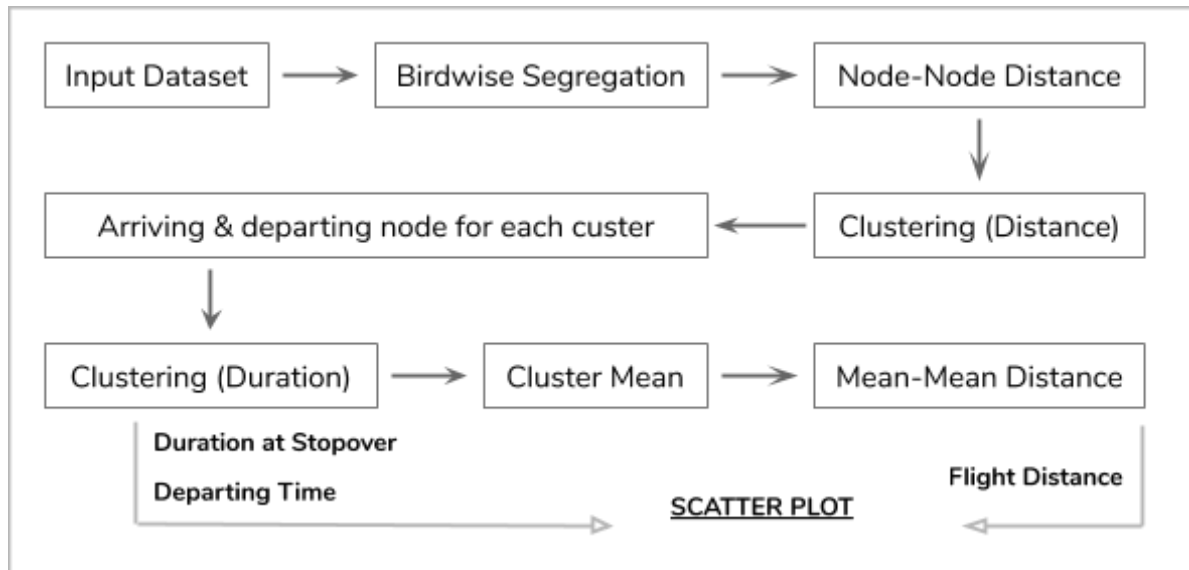 Input Dataset
Birdwise Segregation
Node-Node Distance
Arriving & departing node for each custer
Clustering (Distance)
Clustering (Duration)
Cluster Mean
Mean-Mean Distance
Duration at Stopover
Departing Time
Flight Distance
SCATTER PLOT